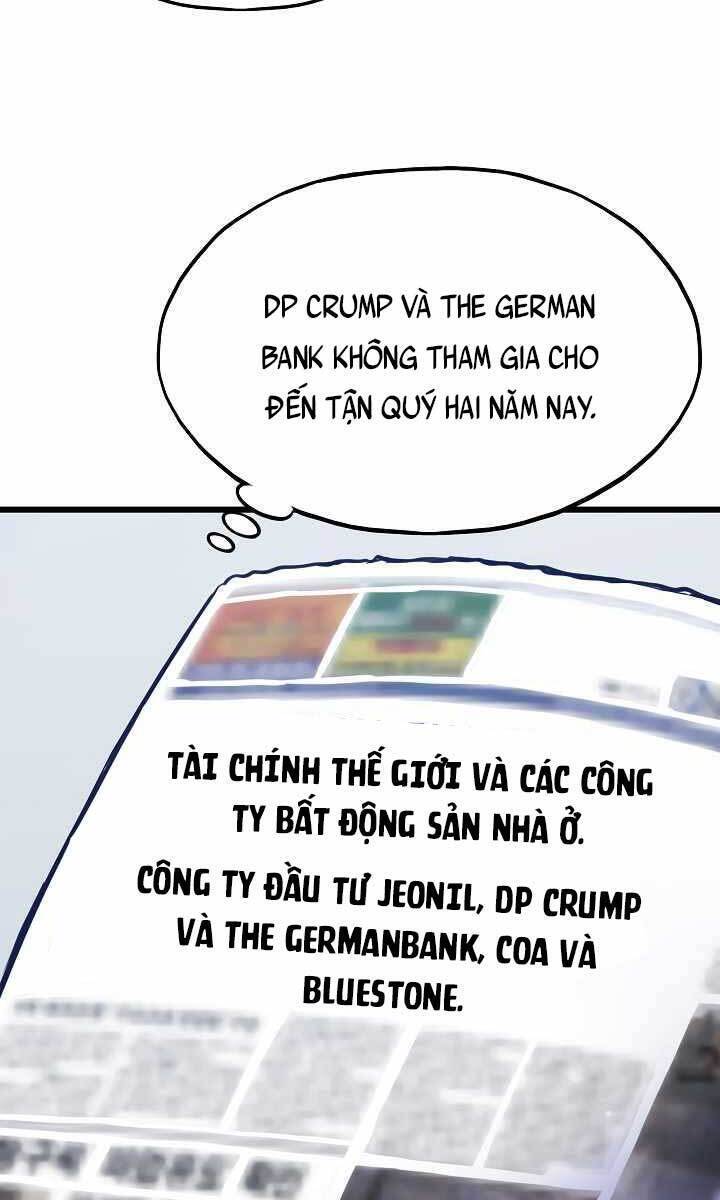 DP CRUMP VÀ THE GERMAN
BANK KHÔNG THAM GIA CHO
ĐẾN TẬN QUÝ HAI NĂM NAY.
TÀI CHÍNH THẾ GIỚI VÀ CÁC CÔNG
TY BẤT ĐỘNG SẢN NHÀ Ở.
CÔNG TY ĐẦU TƯ JEONIL, DP CRUMP
VÀ THE GERMANBANK, COA VÀ
BLUESTONE.